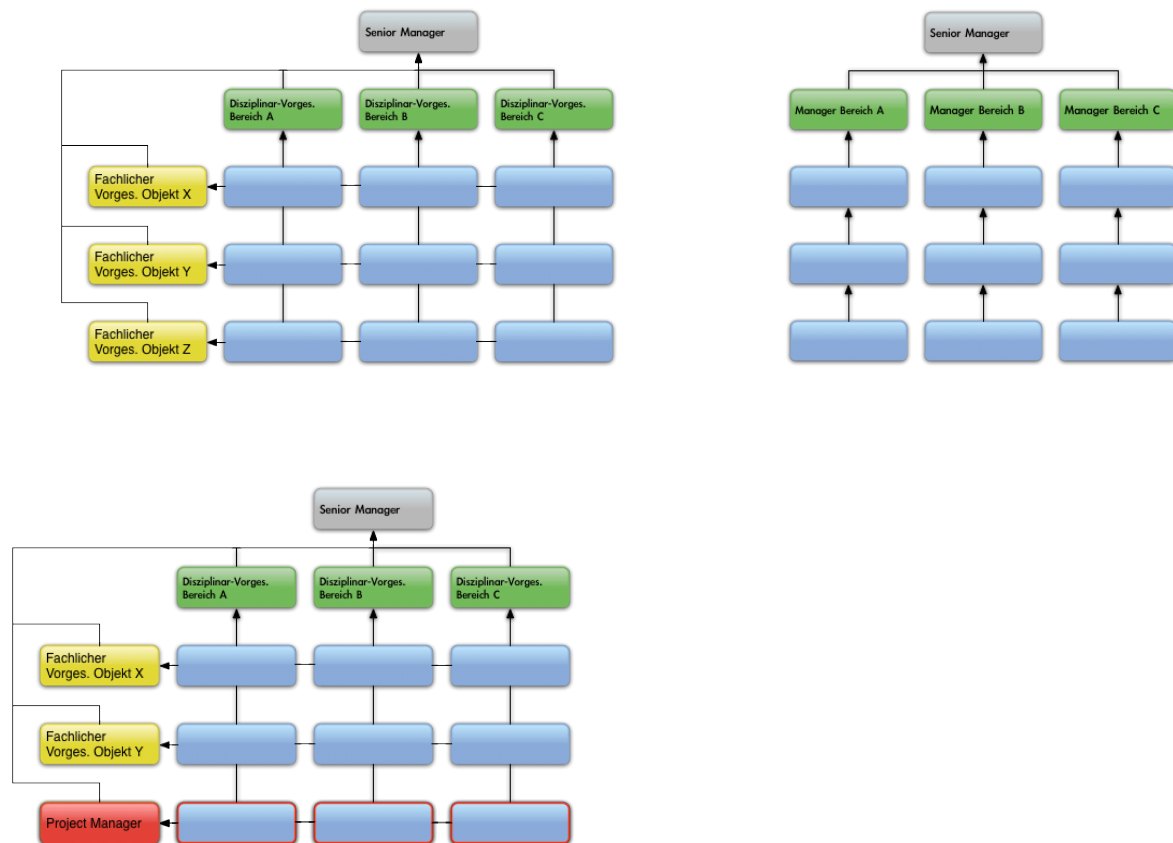 Senior Manager
Disziplinar-Vorges.
Bereich A
Disziplinar-Vorges.
Bereich B
Disziplinar-Vorges.
Bereich C
Fachlicher
Vorges. Objekt X
Fachlicher
Vorges. Objekt Y
Fachlicher
Vorges. Objekt Z
Senior Manager
Manager Bereich A
Manager Bereich B
Manager Bereich C
Senior Manager
Disziplinar-Vorges.
Bereich A
Disziplinar-Vorges.
Bereich B
Disziplinar-Vorges.
Bereich C
Fachlicher
Vorges. Objekt X
Fachlicher
Vorges. Objekt Y
Project Manager